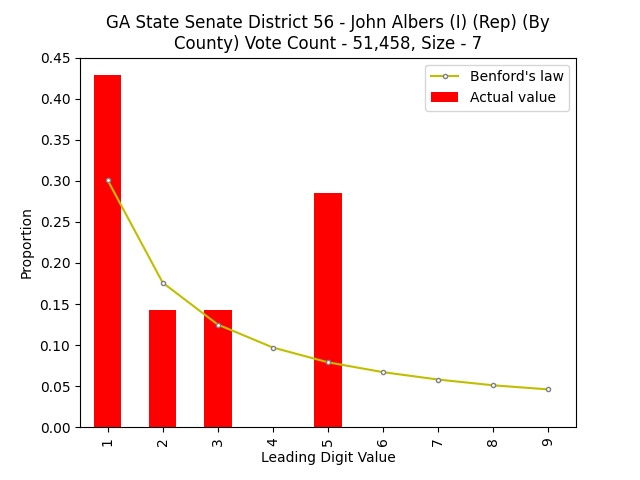 GA State Senate District 56 - John Albers (I) (Rep) (By
County) Vote Count - 51,458, Size - 7
Benford's law
Actual value
0.45
0.40
0.35
0.30
0.25
0.20
0.15
0.10
0.05
0.00
Proportion
1 2 3 4 5 6 7 8 9
Leading Digit Value